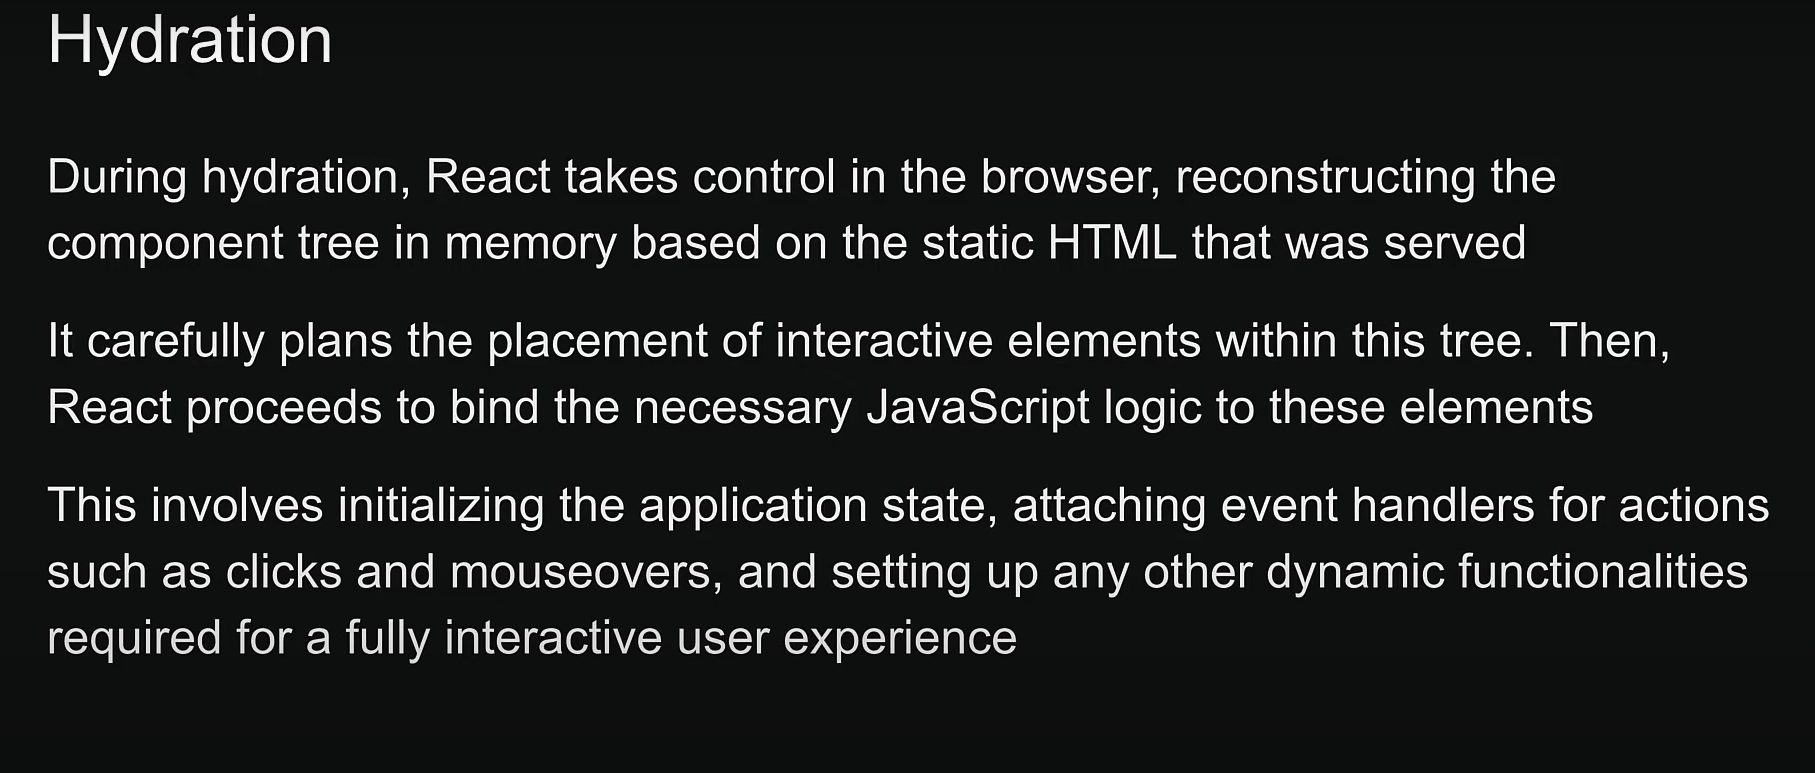 Hydration
During hydration, React takes control in the browser, reconstructing the
component tree in memory based on the static HTML that was served
It carefully plans the placement of interactive elements within this tree. Then,
React proceeds to bind the necessary JavaScript logic to these elements
This involves initializing the application state, attaching event handlers for actions
such as clicks and mouseovers, and setting up any other dynamic functionalities
required for a fully interactive user experience